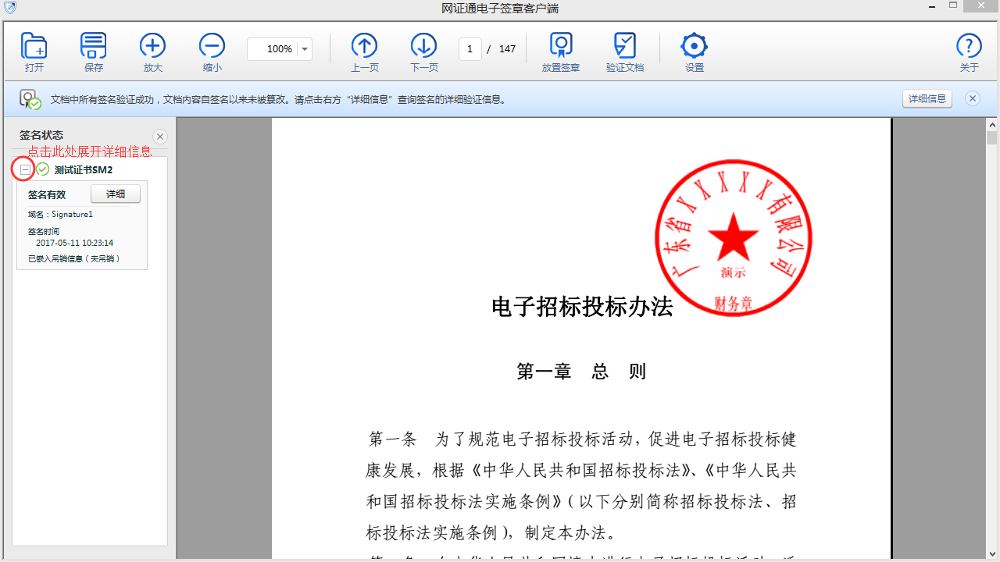 网证通电子签章客户端
打开
保存
放大
缩小
100%
上一页
下一页
1 / 147
放置签章
验证文档
设置
关于
文档中所有签名验证成功，文档内容自签名以来未被篡改。请点击右方“详细信息”查询签名的详细验证信息。
详细信息
签名状态
点击此处展开详细信息
测试证书SM2
签名有效
详细
域名：Signature1
签名时间
2017-05-11 10:23:14
已嵌入吊销信息（未吊销）
广东省XXXXX有限公司
演示
财务章
电子招标投标办法
第一章 总 则
第一条 为了规范电子招标投标活动，促进电子招标投标健
康发展，根据《中华人民共和国招标投标法》、《中华人民共
和国招标投标法实施条例》（以下分别简称招标投标法、招
标投标法实施条例），制定本办法。